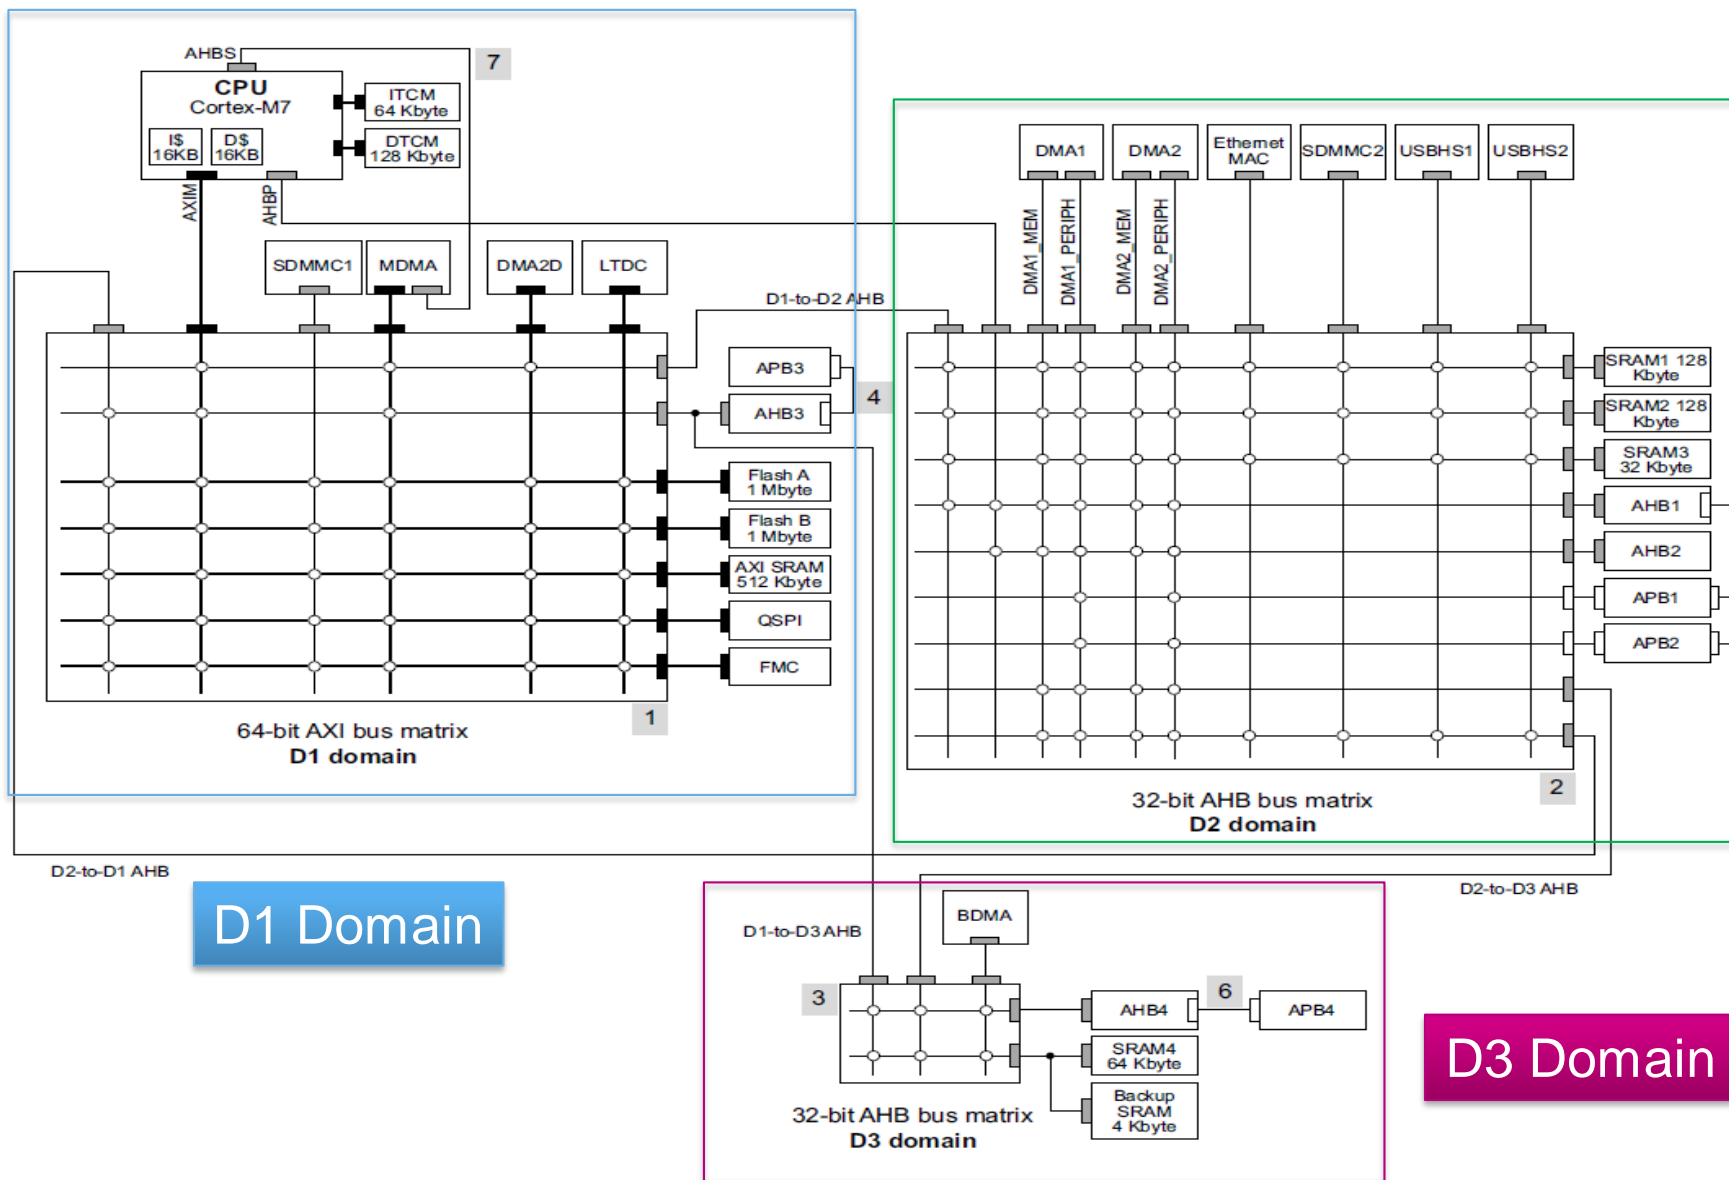 AHBS
7
CPU
Cortex-M7
ITCM
64 Kbyte
I$
16KB
D$
16KB
DTCM
128 Kbyte
AXIM
AHBP
SDMMC1
MDMA
DMA2D
LTDC
D1-to-D2 AHB
APB3
AHB3
4
Flash A
1 Mbyte
Flash B
1 Mbyte
AXI SRAM
512 Kbyte
QSPI
FMC
1
64-bit AXI bus matrix
D1 domain
DMA1
DMA2
Ethernet
MAC
SDMMC2
USBHS1
USBHS2
DMA1_MEM
DMA1_PERIPH
DMA2_MEM
DMA2_PERIPH
SRAM1 128
Kbyte
SRAM2 128
Kbyte
SRAM3
32 Kbyte
AHB1
AHB2
APB1
APB2
2
32-bit AHB bus matrix
D2 domain
D2-to-D1 AHB
D2-to-D3 AHB
D1 Domain
D1-to-D3 AHB
BDMA
3
6
AHB4
APB4
SRAM4
64 Kbyte
Backup
SRAM
4 Kbyte
32-bit AHB bus matrix
D3 domain
D3 Domain